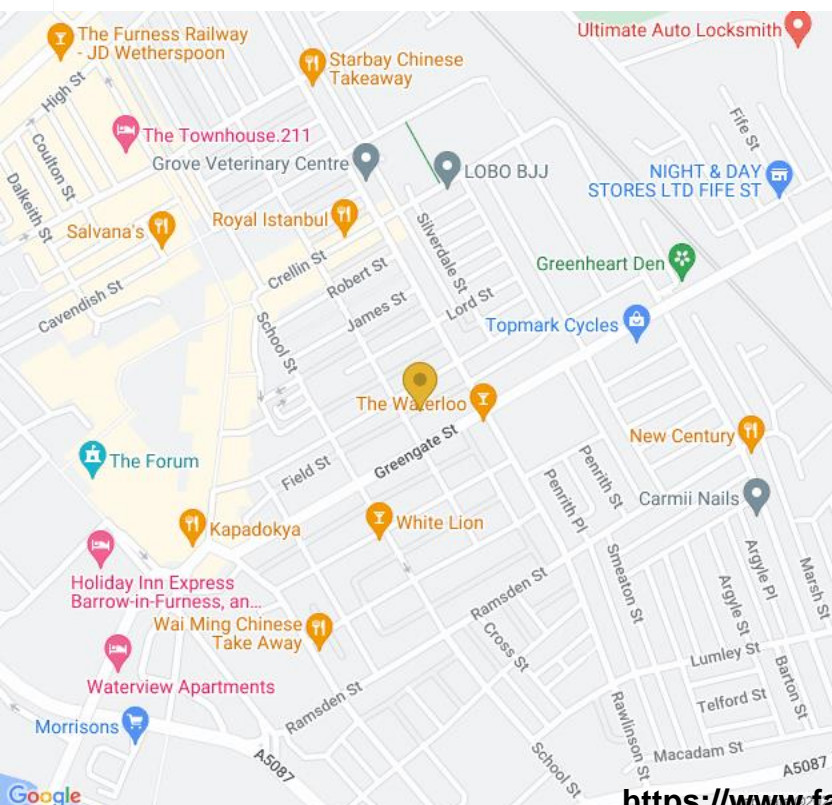 The Furness Railway
- JD Wetherspoon
Ultimate Auto Locksmith
Starbay Chinese
Takeaway
High St
Fife St
Coulton St
The Townhouse.211
Grove Veterinary Centre
LOBO BJJ
NIGHT & DAY
STORES LTD FIFE ST
Dalkeith St
Salvana's
Royal Istanbul
Silverdale St
Crellin St
Robert St
Greenheart Den
Cavendish St
James St
Lord St
School St
Topmark Cycles
The Waterloo
Greengate St
New Century
The Forum
Field St
Penrith St
Penrith Pl
Carmii Nails
Kapadokya
White Lion
Holiday Inn Express
Barrow-in-Furness, an...
Smeaton St
Argyle Pl
Marsh St
Argyle St
Ramsden St
Wai Ming Chinese
Take Away
Cross St
Lumley St
Barton St
Waterview Apartments
Telford St
Ramsden St
Rawlinson St
Morrisons
Macadam St
A5087
School St
A5087
Google
https://www.fa